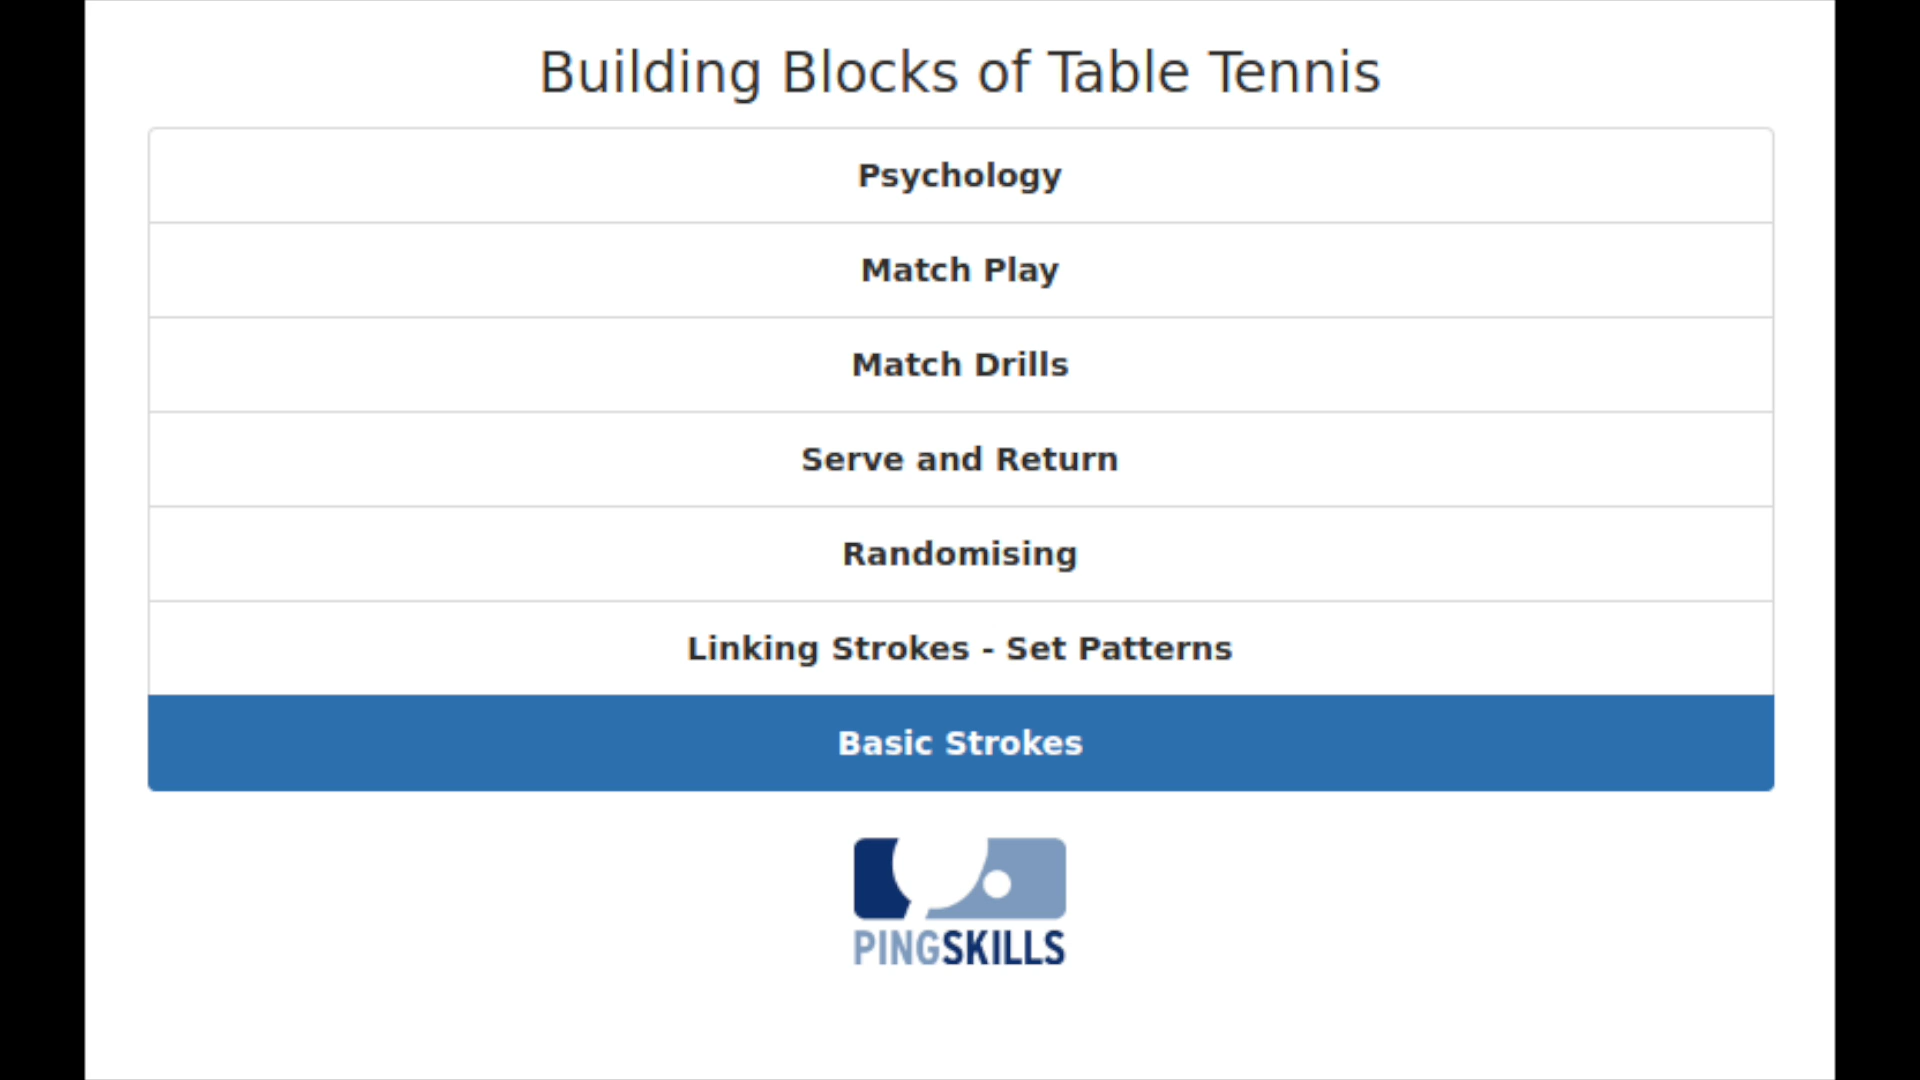 Building Blocks of Table Tennis
Psychology
Match Play
Match Drills
Serve and Return
Randomising
Linking Strokes - Set Patterns
Basic Strokes
PINGSKILLS